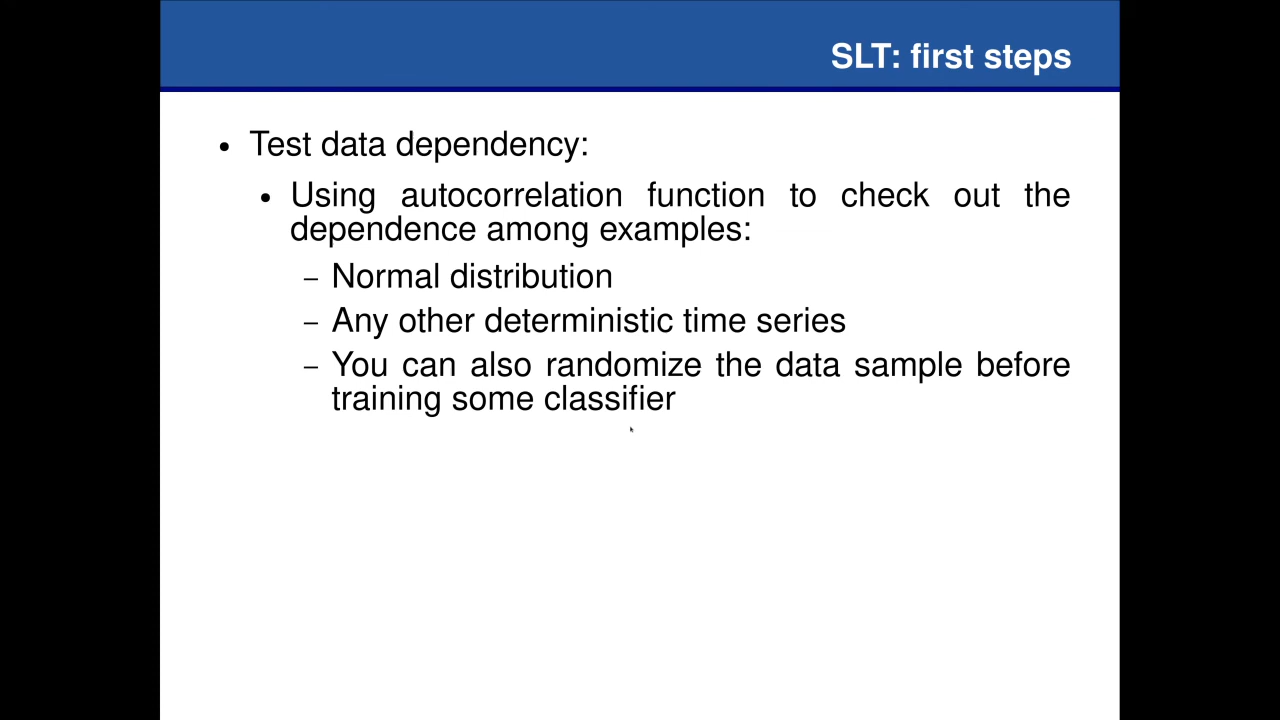 SLT: first steps
• Test data dependency:
• Using autocorrelation function to check out the
dependence among examples:
– Normal distribution
– Any other deterministic time series
– You can also randomize the data sample before
training some classifier